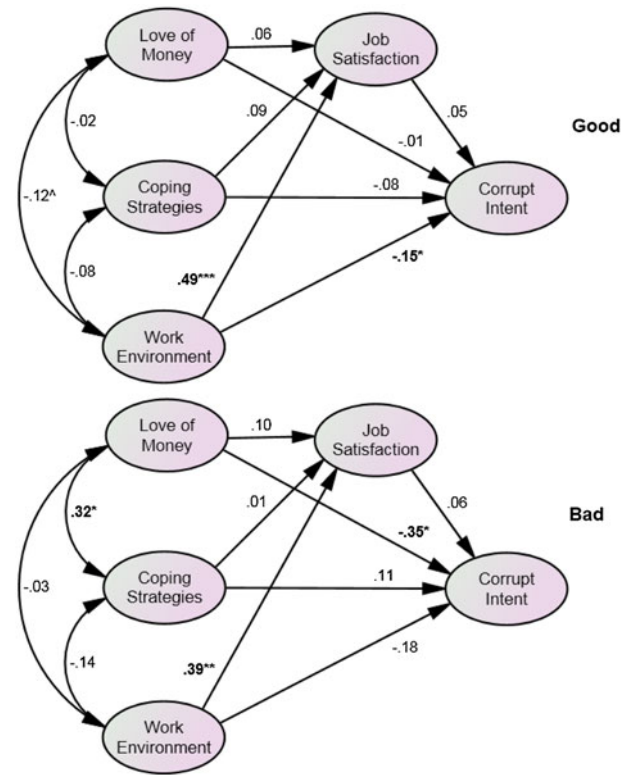 Love of
Money
.06
Job
Satisfaction
-.02
.09
-.01
.05
Good
-.12^
Coping
Strategies
-.08
Corrupt
Intent
-.08
.49***
-.15*
Work
Environment
Love of
Money
.10
Job
Satisfaction
.32*
.01
-.35*
.06
Bad
-.03
Coping
Strategies
.11
Corrupt
Intent
-.14
.39**
-.18
Work
Environment